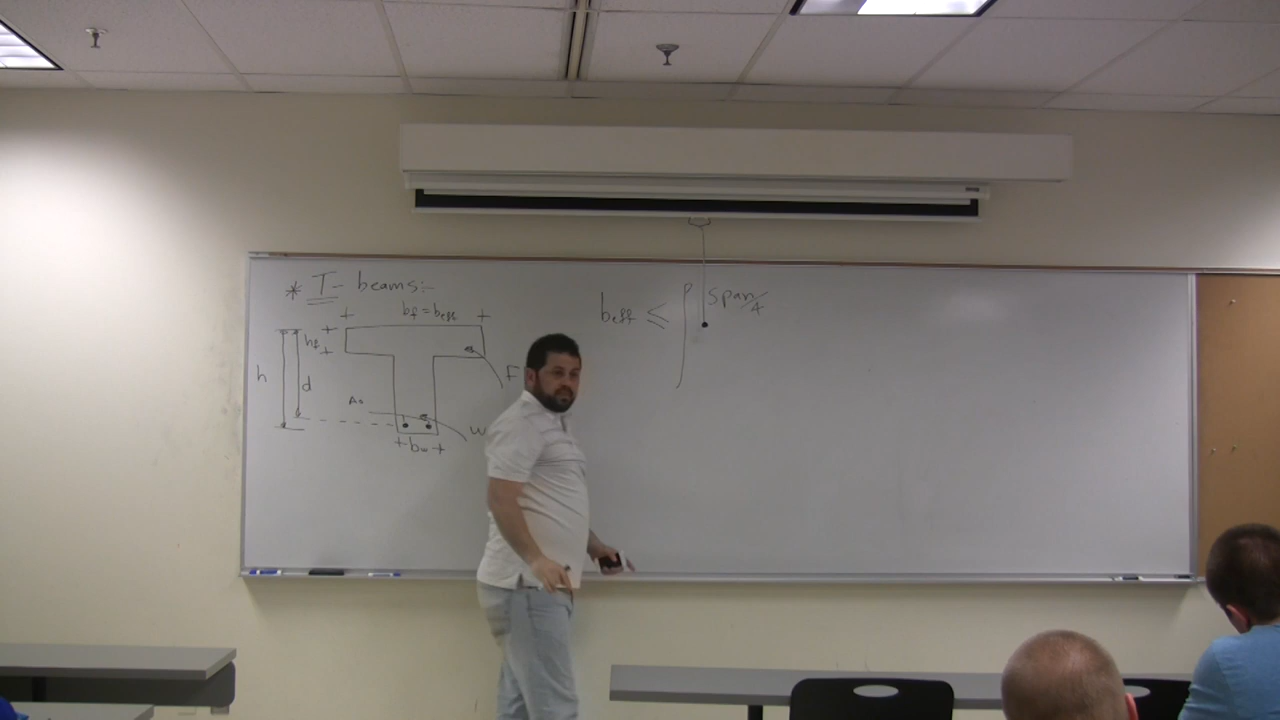 * T- beams:-
bf = beff
hf
h
d
As
bw
F
W
beff ≤
span/4